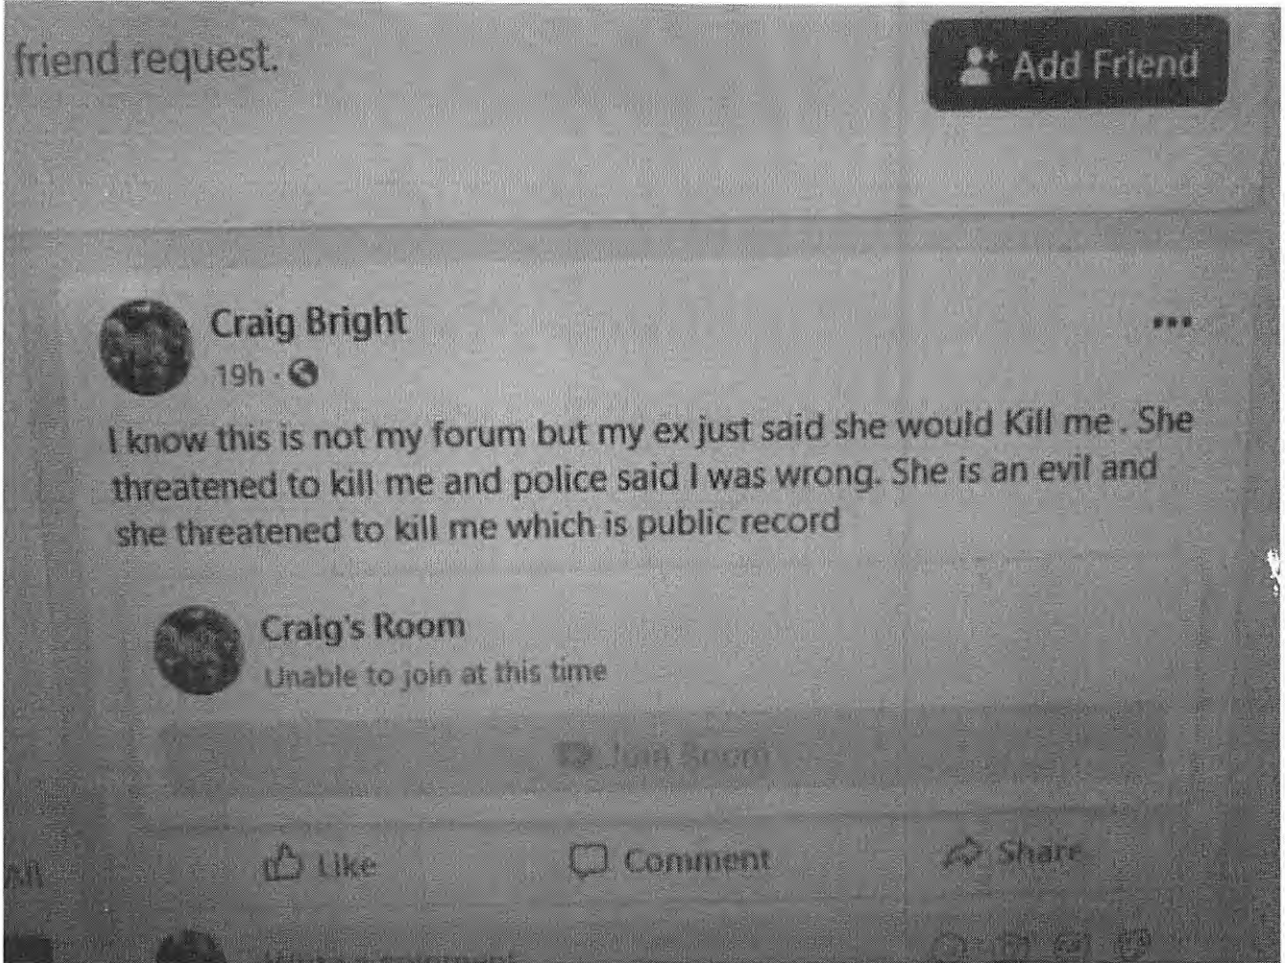 friend request.
Add Friend
Craig Bright
19h ·
I know this is not my forum but my ex just said she would Kill me . She
threatened to kill me and police said I was wrong. She is an evil and
she threatened to kill me which is public record
Craig's Room
Unable to join at this time
Join Room
Like
Comment
Share
All